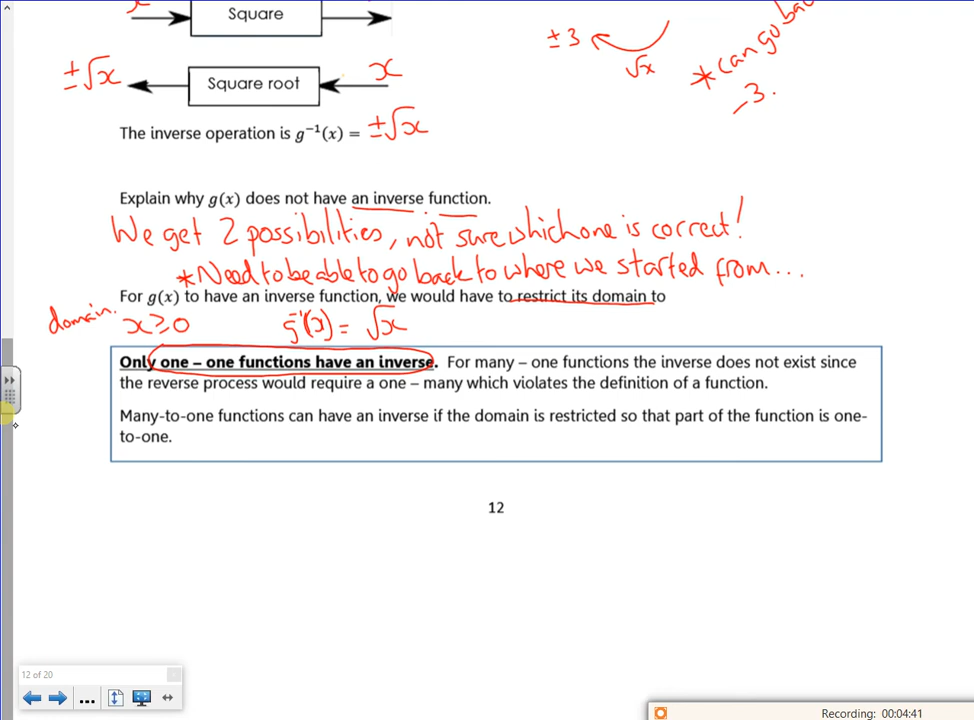 Square
±3
√x
*can go back
-3.
±√x
Square root
x
The inverse operation is g⁻¹(x) = ±√x
Explain why g(x) does not have an inverse function.
We get 2 possibilities, not sure which one is correct!
*Need to be able to go back to where we started from...
For g(x) to have an inverse function, we would have to restrict its domain to
domain. x≥0 g⁻¹(x) = √x
Only one – one functions have an inverse. For many – one functions the inverse does not exist since
the reverse process would require a one – many which violates the definition of a function.
Many-to-one functions can have an inverse if the domain is restricted so that part of the function is one-
to-one.
12
12 of 20
...
Recording: 00:04:41